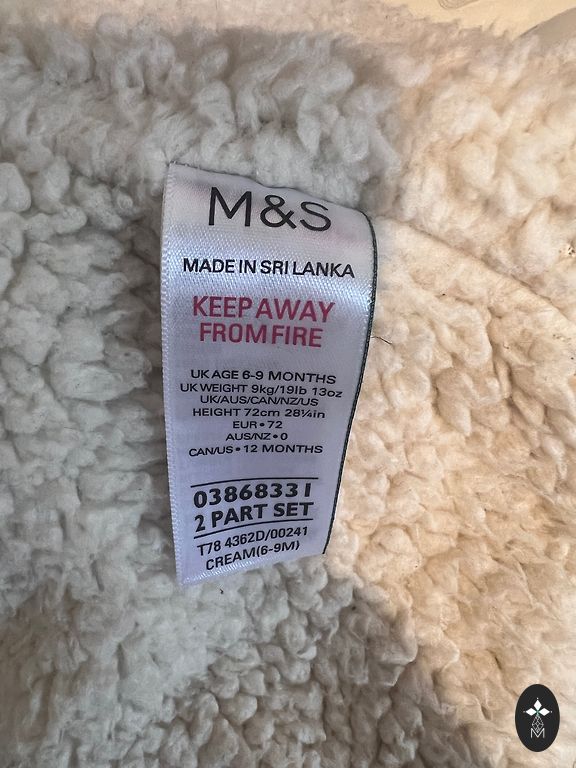 M&S
MADE IN SRI LANKA
KEEP AWAY
FROM FIRE
UK AGE 6-9 MONTHS
UK WEIGHT 9kg/19lb 13oz
UK/AUS/CAN/NZ/US
HEIGHT 72cm 28¼in
EUR • 72
AUS/NZ • 0
CAN/US • 12 MONTHS
03868331
2 PART SET
T78 4362D/00241
CREAM(6-9M)
M